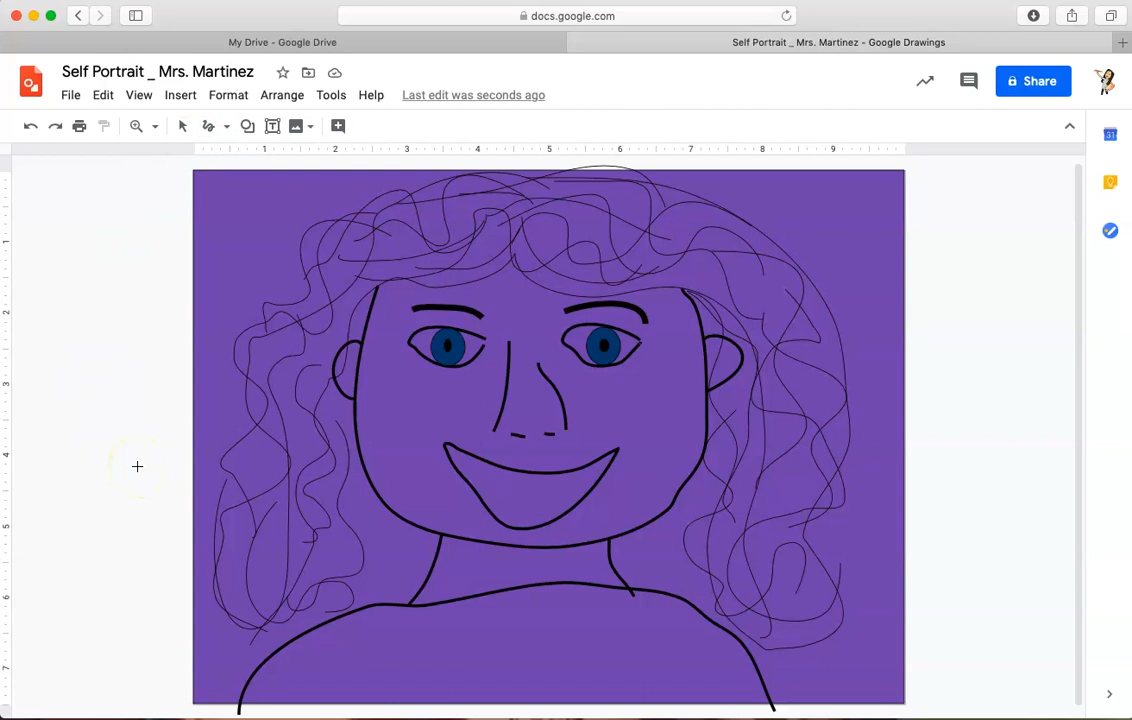 docs.google.com
My Drive - Google Drive
Self Portrait _ Mrs. Martinez - Google Drawings
Self Portrait _ Mrs. Martinez
File Edit View Insert Format Arrange Tools Help Last edit was seconds ago
Share
1 2 3 4 5 6 7 8 9
31
1
2
3
4
5
6
7